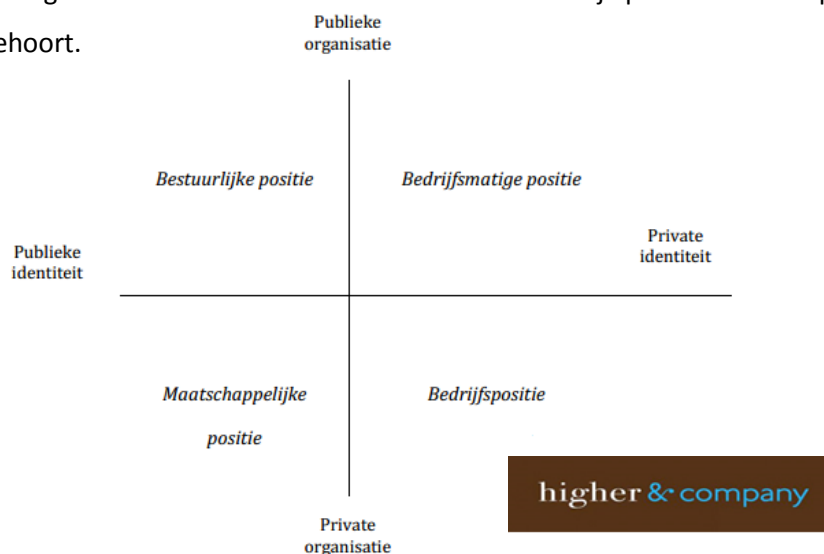 Publieke
organisatie
ehoort.
Bestuurlijke positie
Bedrijfsmatige positie
Publieke
identiteit
Private
identiteit
Maatschappelijke
positie
Bedrijfspositie
higher & company
Private
organisatie